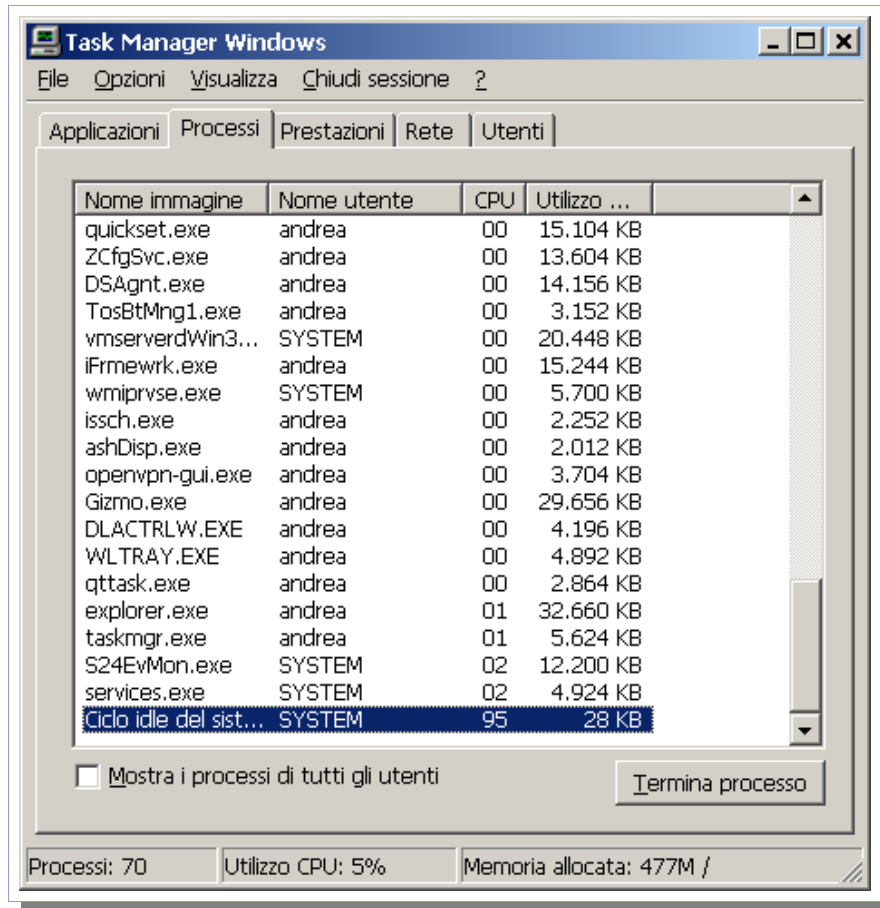 Task Manager Windows
File Opzioni Visualizza Chiudi sessione ?
Applicazioni Processi Prestazioni Rete Utenti
Nome immagine Nome utente CPU Utilizzo ...
quickset.exe andrea 00 15.104 KB
ZCfgSvc.exe andrea 00 13.604 KB
DSAgnt.exe andrea 00 14.156 KB
TosBtMng1.exe andrea 00 3.152 KB
vmserverdWin3... SYSTEM 00 20.448 KB
iFrmewrk.exe andrea 00 15.244 KB
wmiprvse.exe SYSTEM 00 5.700 KB
issch.exe andrea 00 2.252 KB
ashDisp.exe andrea 00 2.012 KB
openvpn-gui.exe andrea 00 3.704 KB
Gizmo.exe andrea 00 29.656 KB
DLACTRLW.EXE andrea 00 4.196 KB
WLTRAY.EXE andrea 00 4.892 KB
qttask.exe andrea 00 2.864 KB
explorer.exe andrea 01 32.660 KB
taskmgr.exe andrea 01 5.624 KB
S24EvMon.exe SYSTEM 02 12.200 KB
services.exe SYSTEM 02 4.924 KB
Ciclo idle del sist... SYSTEM 95 28 KB
Mostra i processi di tutti gli utenti Termina processo
Processi: 70 Utilizzo CPU: 5% Memoria allocata: 477M /